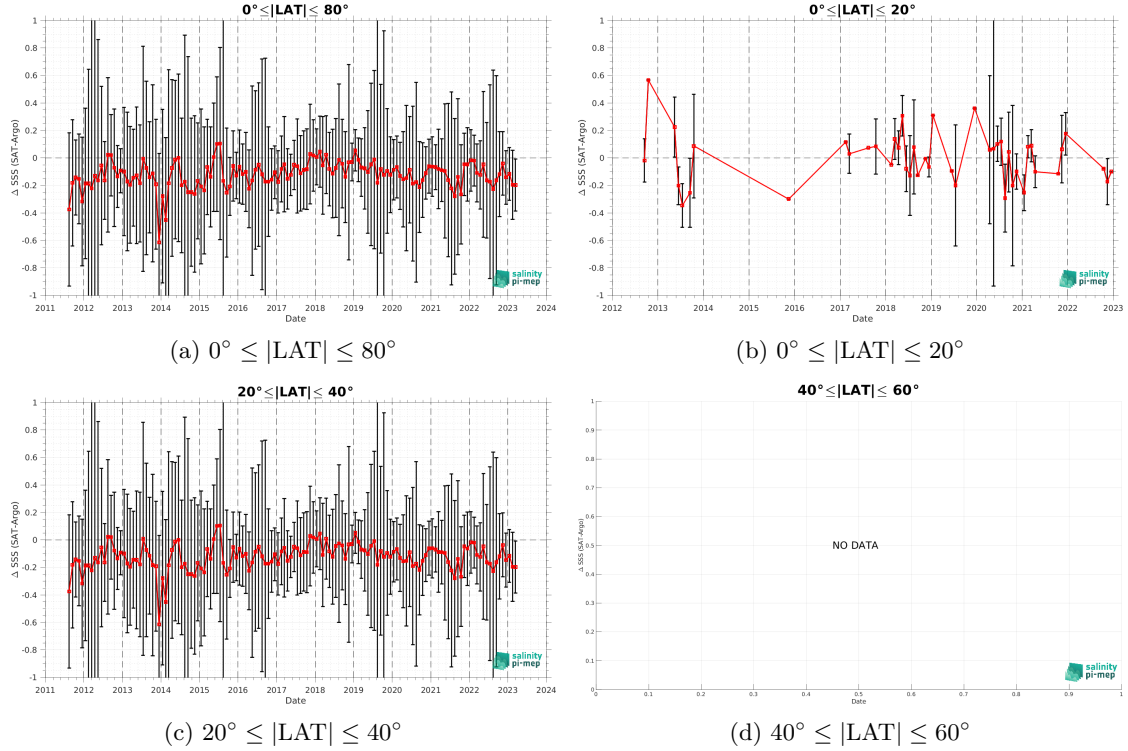 0°≤|LAT|≤ 80°
1
0.8
0.6
0.4
0.2
0
-0.2
-0.4
-0.6
-0.8
-1
Δ SSS (SAT-Argo)
2011 2012 2013 2014 2015 2016 2017 2018 2019 2020 2021 2022 2023 2024
Date
salinity
pi-mep
(a) 0° ≤ |LAT| ≤ 80°
0°≤|LAT|≤ 20°
1
0.8
0.6
0.4
0.2
0
-0.2
-0.4
-0.6
-0.8
-1
Δ SSS (SAT-Argo)
2012 2013 2014 2015 2016 2017 2018 2019 2020 2021 2022 2023
Date
salinity
pi-mep
(b) 0° ≤ |LAT| ≤ 20°
20°≤|LAT|≤ 40°
1
0.8
0.6
0.4
0.2
0
-0.2
-0.4
-0.6
-0.8
-1
Δ SSS (SAT-Argo)
2011 2012 2013 2014 2015 2016 2017 2018 2019 2020 2021 2022 2023 2024
Date
salinity
pi-mep
(c) 20° ≤ |LAT| ≤ 40°
40°≤|LAT|≤ 60°
1
0.9
0.8
0.7
0.6
0.5
0.4
0.3
0.2
0.1
0
Δ SSS (SAT-Argo)
NO DATA
0 0.1 0.2 0.3 0.4 0.5 0.6 0.7 0.8 0.9 1
Date
salinity
pi-mep
(d) 40° ≤ |LAT| ≤ 60°